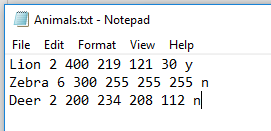 Animals.txt - Notepad
File Edit Format View Help
Lion 2 400 219 121 30 y
Zebra 6 300 255 255 255 n
Deer 2 200 234 208 112 n